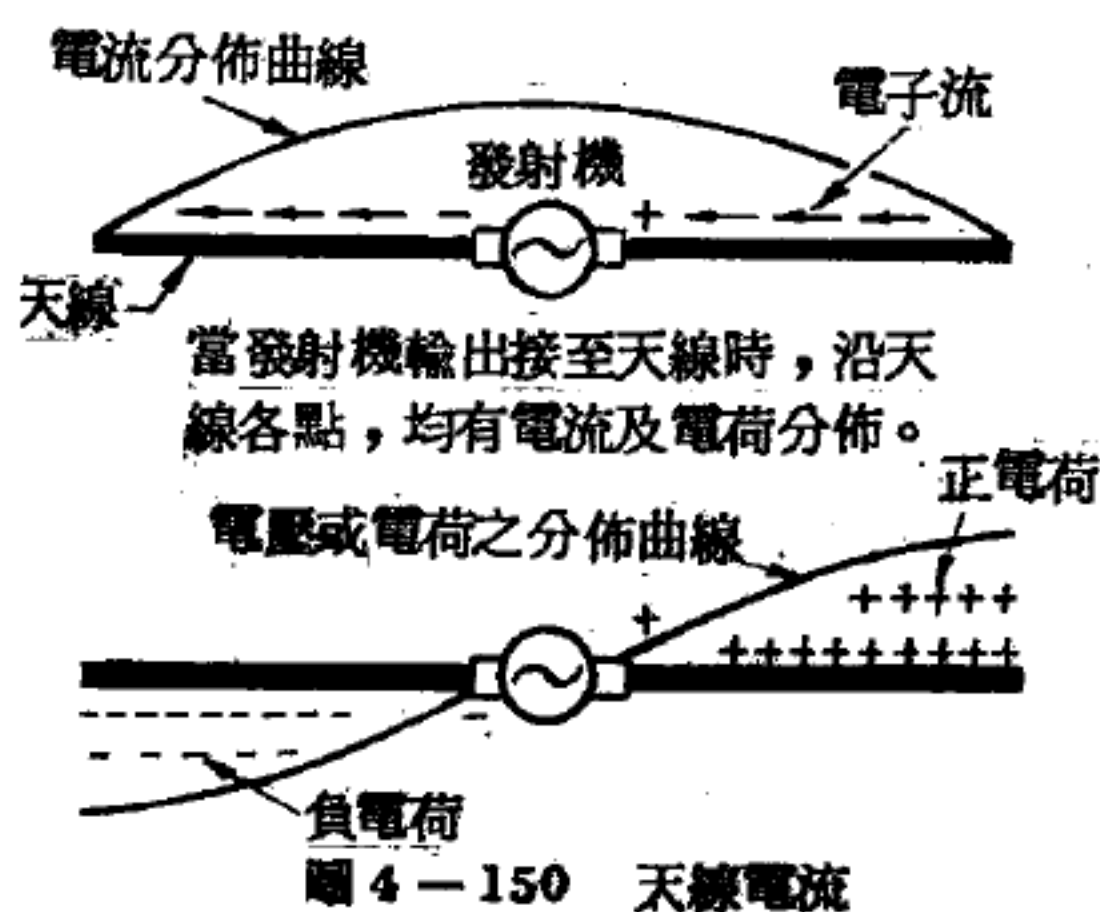 電流分佈曲線
電子流
發射機
天線
當發射機輸出接至天線時，沿天
線各點，均有電流及電荷分佈。
正電荷
電壓或電荷之分佈曲線
負電荷
圖4－150 天線電流